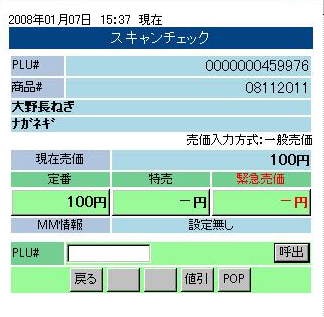 2008年01月07日 15:37 現在
スキャンチェック
PLU# 0000000459976
商品# 08112011
大野長ねぎ
ナガネギ
売価入力方式:一般売価
現在売価 100円
定番 特売 緊急売価
100円 ー円 ー円
MM情報 設定無し
PLU# 呼出
戻る 値引 POP